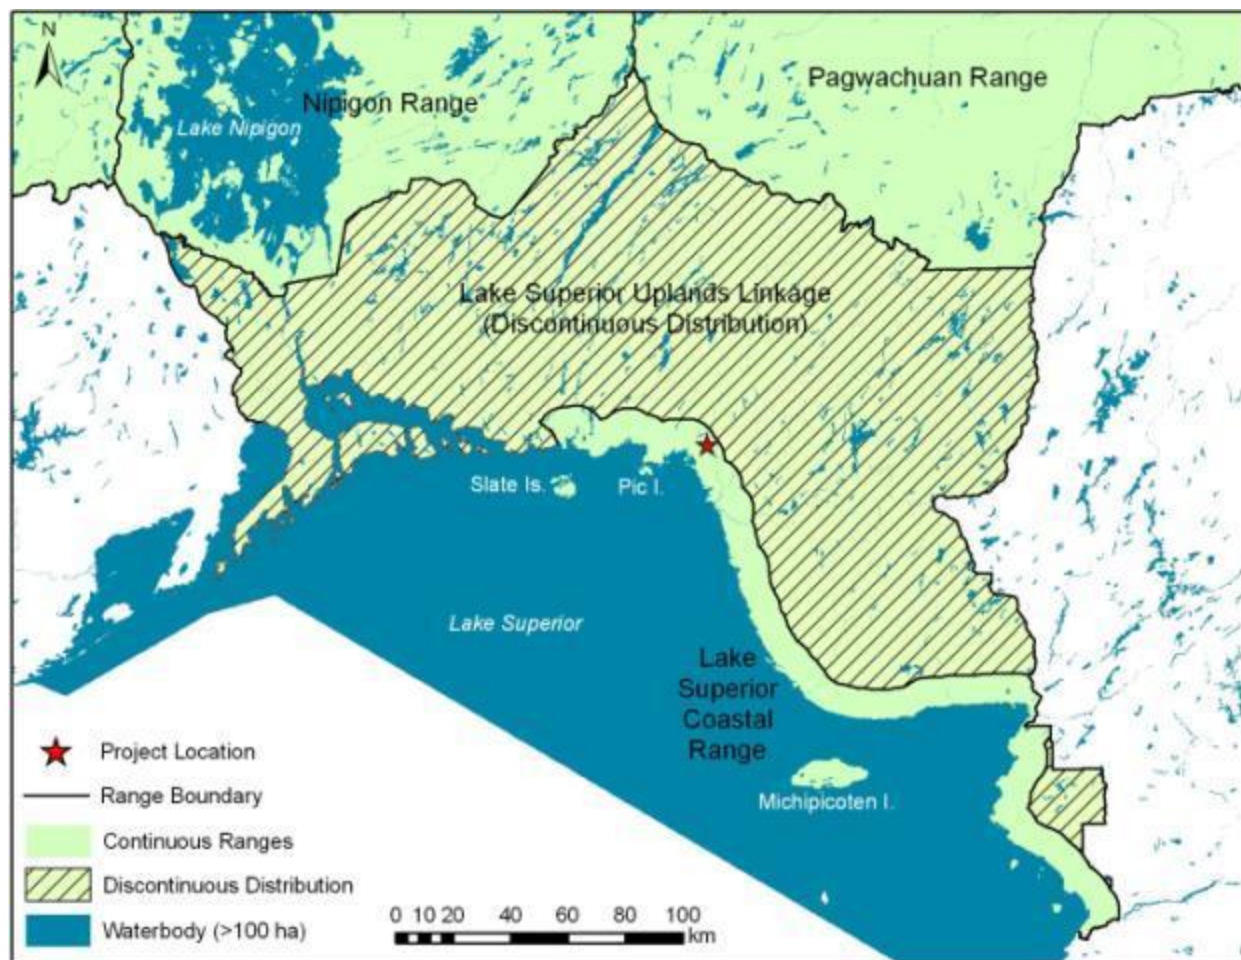 N
Pagwachuan Range
Nipigon Range
Lake Nipigon
Lake Superior Uplands Linkage
(Discontinuous Distribution)
Slate Is.
Pic I.
Lake Superior
Lake
Superior
Coastal
Range
Michipicoten I.
Project Location
Range Boundary
Continuous Ranges
Discontinuous Distribution
Waterbody (>100 ha)
0 10 20 40 60 80 100
km